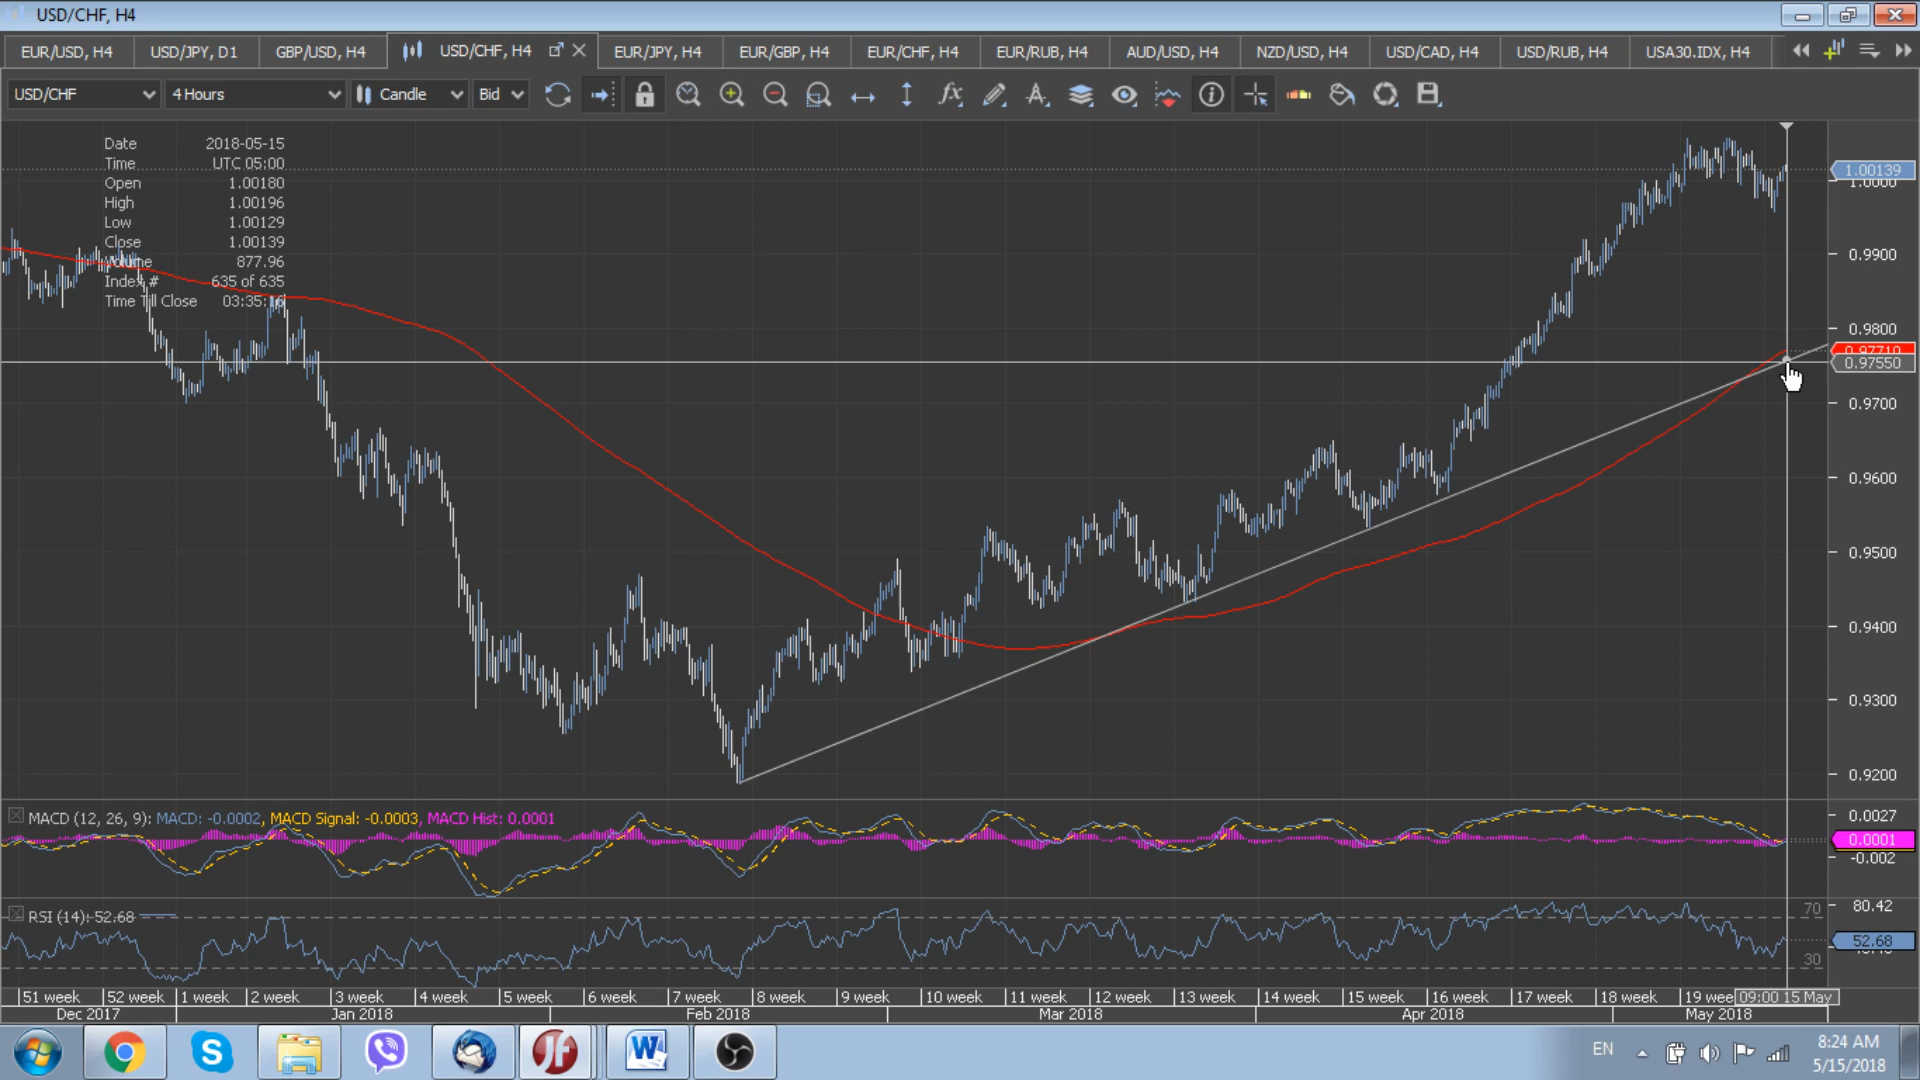 USD/CHF, H4
EUR/USD, H4 USD/JPY, D1 GBP/USD, H4 USD/CHF, H4 EUR/JPY, H4 EUR/GBP, H4 EUR/CHF, H4 EUR/RUB, H4 AUD/USD, H4 NZD/USD, H4 USD/CAD, H4 USD/RUB, H4 USA30.IDX, H4
USD/CHF 4 Hours Candle Bid
Date 2018-05-15
Time UTC 05:00
Open 1.00180
High 1.00196
Low 1.00129
Close 1.00139
Volume 877.96
Index # 635 of 635
Time Till Close 03:35:16
1.00139
1.0000
0.9900
0.9800
0.97710
0.97550
0.9700
0.9600
0.9500
0.9400
0.9300
0.9200
MACD (12, 26, 9): MACD: -0.0002, MACD Signal: -0.0003, MACD Hist: 0.0001
0.0027
0.0001
-0.002
RSI (14): 52.68
70 80.42
52.68
30
51 week 52 week 1 week 2 week 3 week 4 week 5 week 6 week 7 week 8 week 9 week 10 week 11 week 12 week 13 week 14 week 15 week 16 week 17 week 18 week 19 wee 09:00 15 May
Dec 2017 Jan 2018 Feb 2018 Mar 2018 Apr 2018 May 2018
EN
8:24 AM
5/15/2018